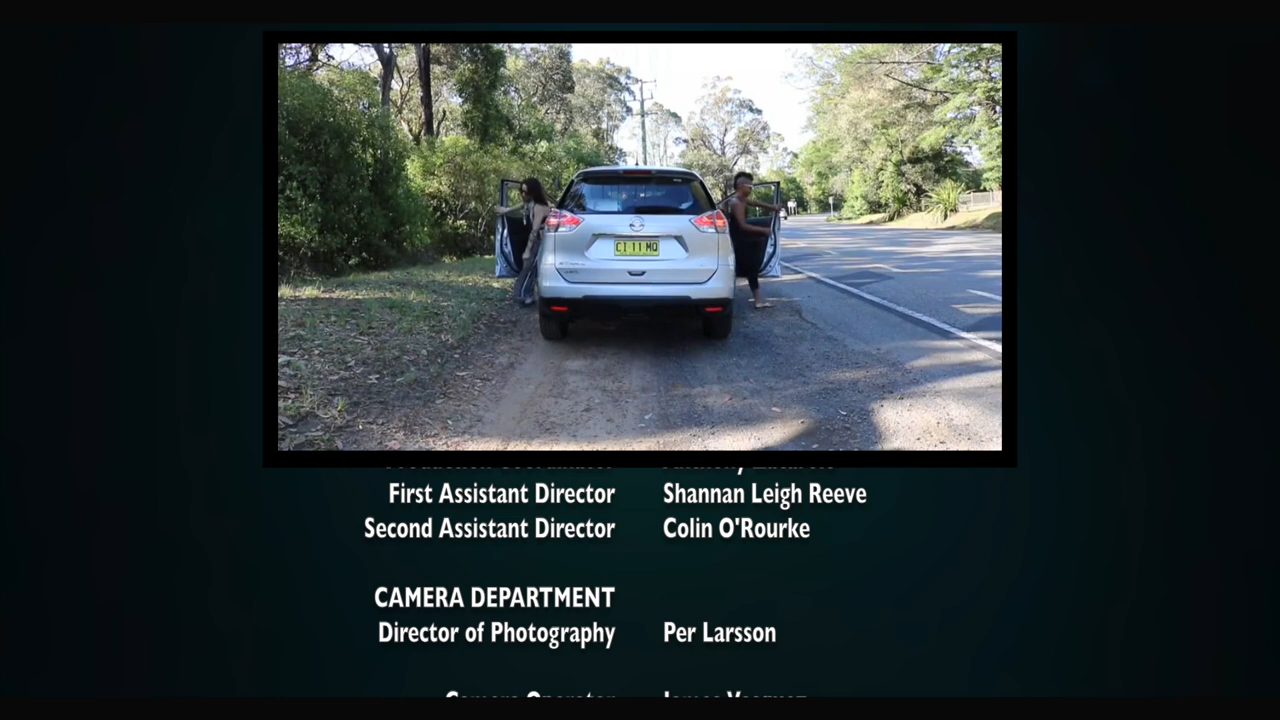 CI 11 MQ
First Assistant Director Shannan Leigh Reeve
Second Assistant Director Colin O'Rourke
CAMERA DEPARTMENT
Director of Photography Per Larsson